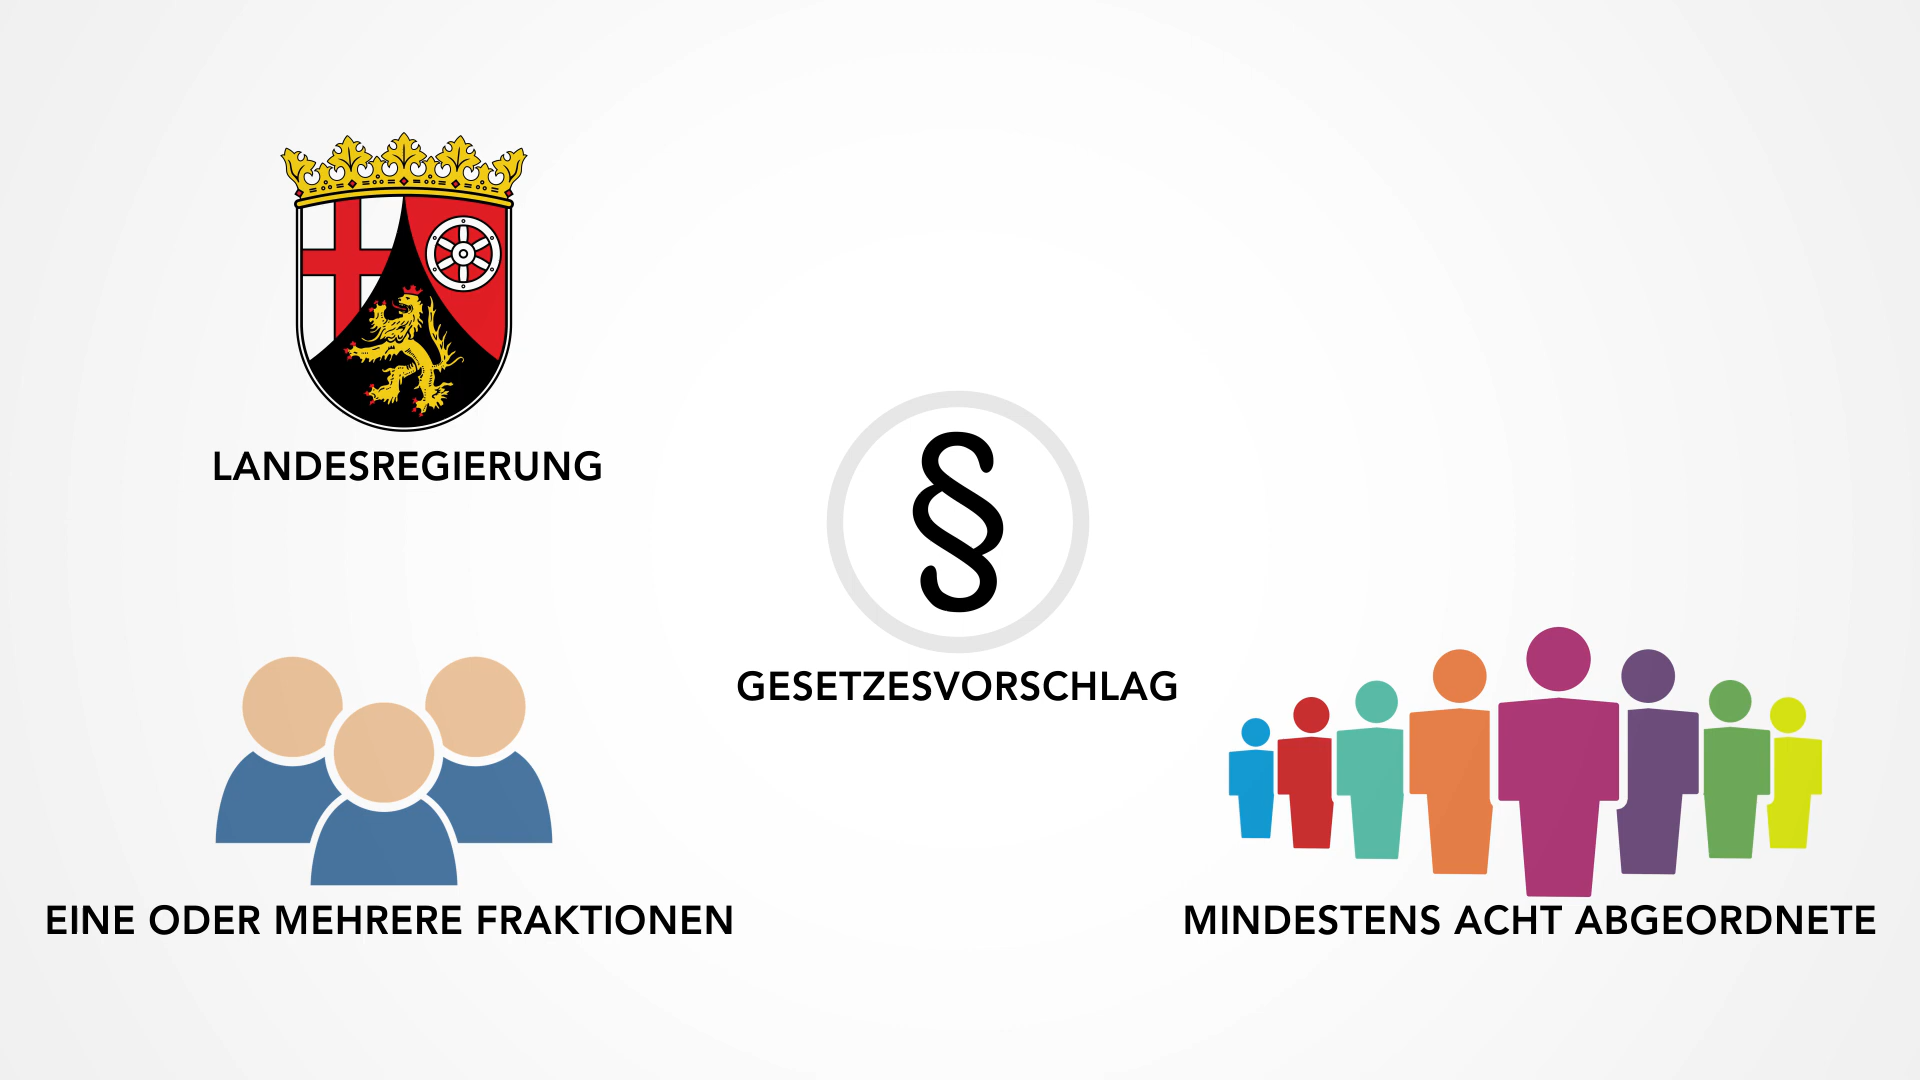 LANDESREGIERUNG
§
GESETZESVORSCHLAG
EINE ODER MEHRERE FRAKTIONEN
MINDESTENS ACHT ABGEORDNETE